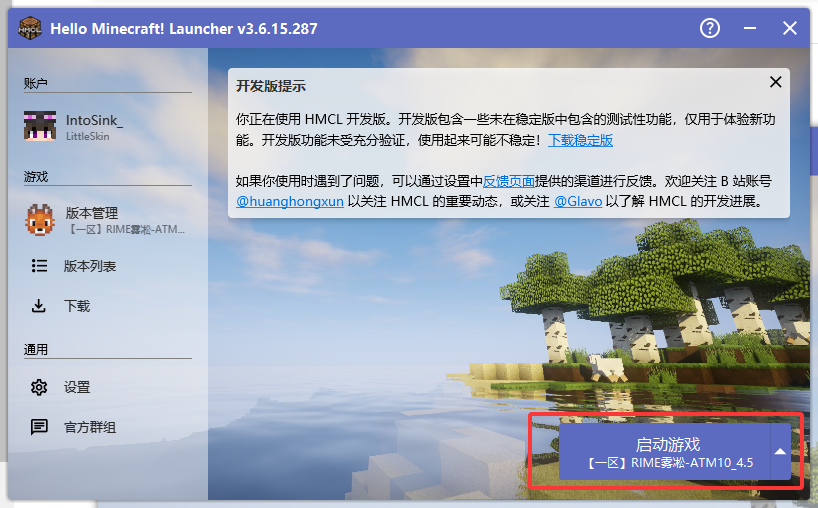 HMCL
Hello Minecraft! Launcher v3.6.15.287
账户
IntoSink_
LittleSkin
游戏
版本管理
【一区】RIME雾凇-ATM...
版本列表
下载
通用
设置
官方群组
开发版提示
你正在使用 HMCL 开发版。开发版包含一些未在稳定版中包含的测试性功能，仅用于体验新功
能。开发版功能未受充分验证，使用起来可能不稳定！下载稳定版
如果你使用时遇到了问题，可以通过设置中反馈页面提供的渠道进行反馈。欢迎关注 B 站账号
@huanghongxun 以关注 HMCL 的重要动态，或关注 @Glavo 以了解 HMCL 的开发进展。
启动游戏
【一区】RIME雾凇-ATM10_4.5